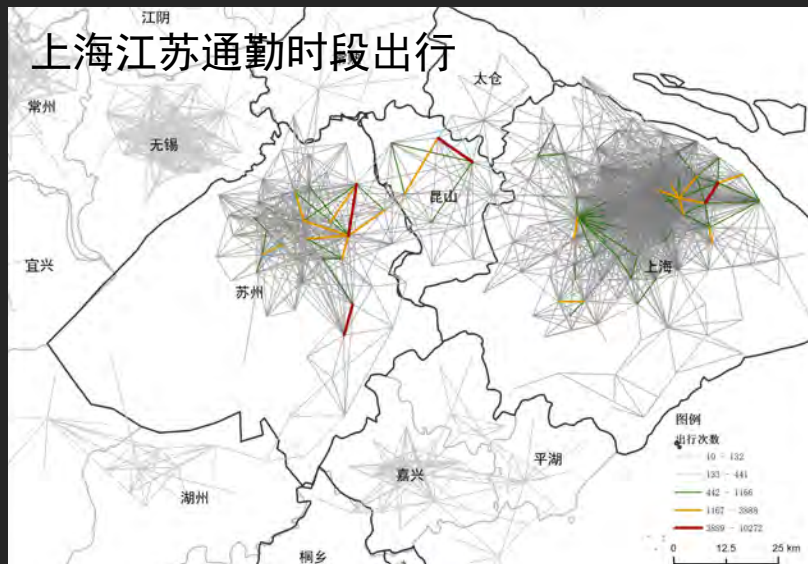 江阴
上海江苏通勤时段出行
太仓
常州
无锡
昆山
宜兴
苏州
上海
图例
出行次数
10 - 132
133 - 441
442 - 1166
1167 - 3888
3889 - 10272
嘉兴
平湖
湖州
桐乡
0 12.5 25 km